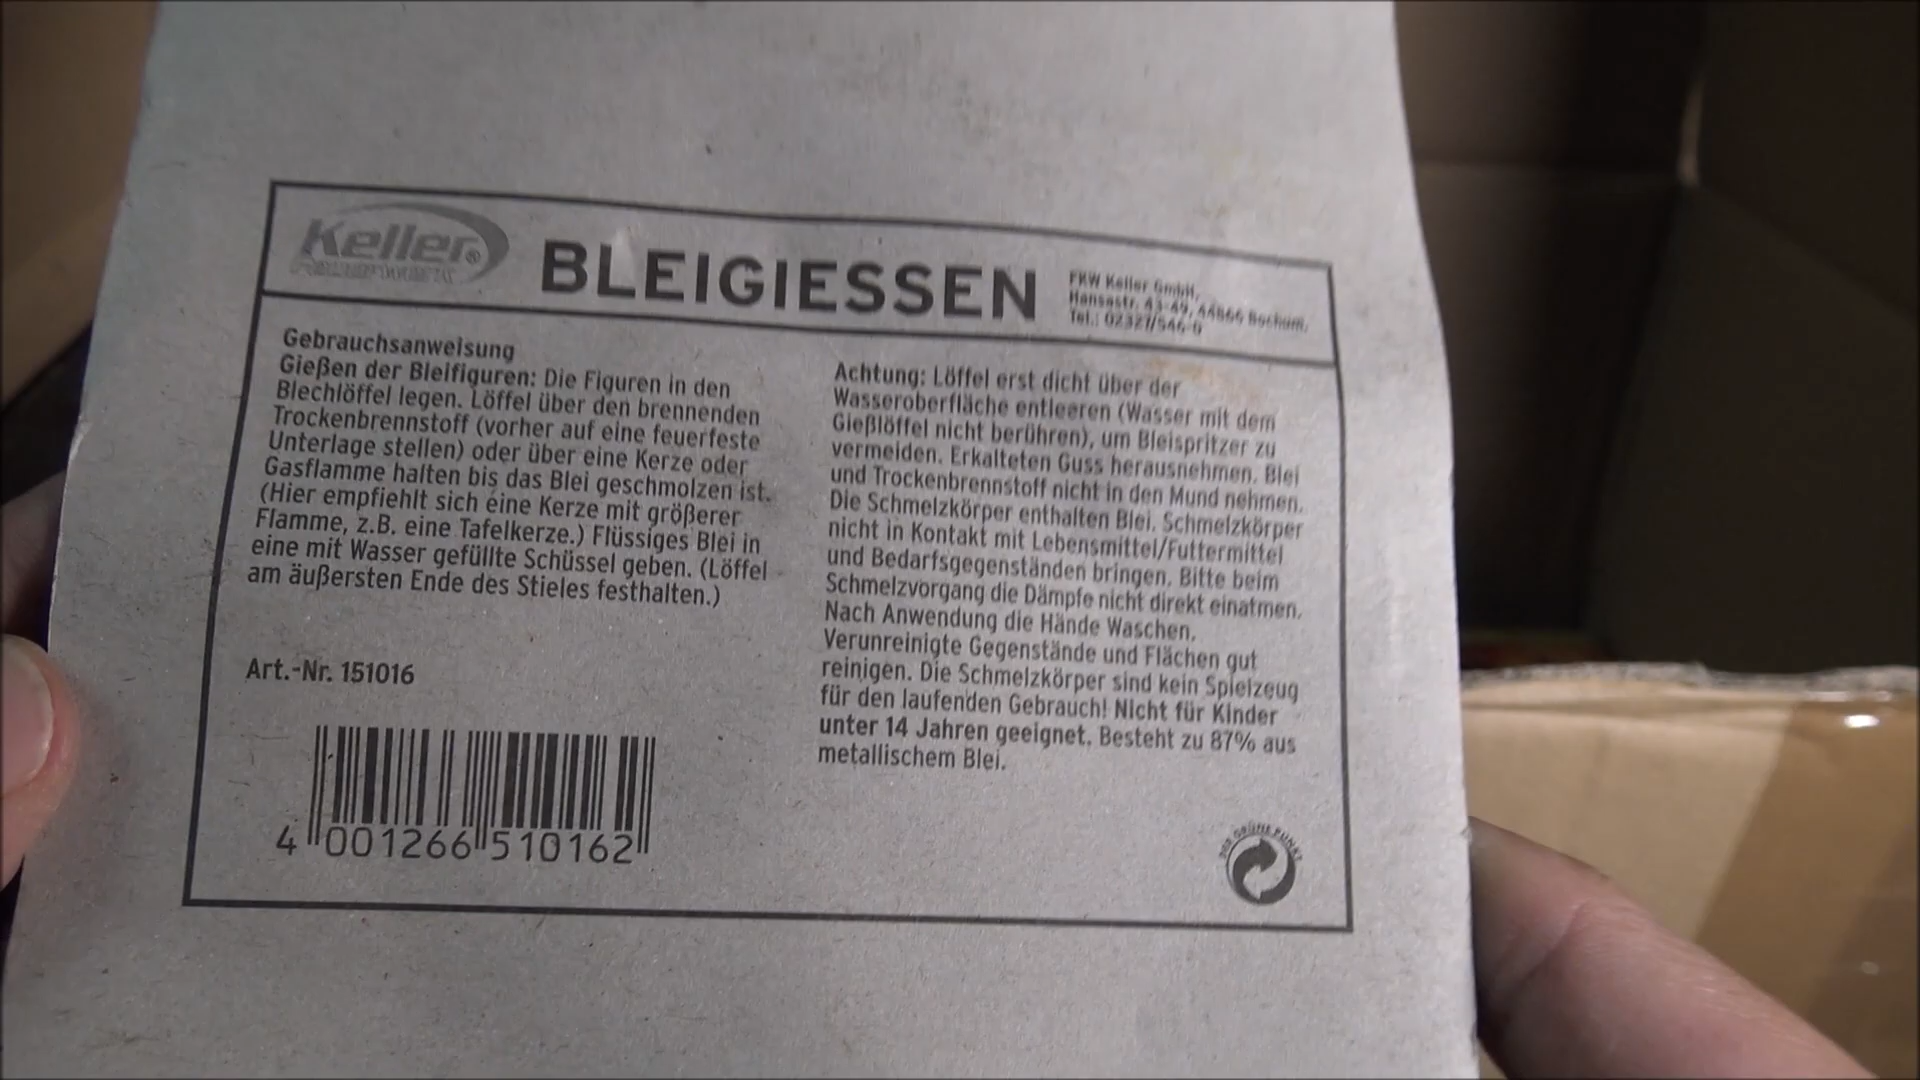 Keller®
FEUERWERK
BLEIGIESSEN
FKW Keller GmbH,
Hansastr. 43-49, 44866 Bochum,
Tel.: 02327/546-0
Gebrauchsanweisung
Gießen der Bleifiguren: Die Figuren in den
Blechlöffel legen. Löffel über den brennenden
Trockenbrennstoff (vorher auf eine feuerfeste
Unterlage stellen) oder über eine Kerze oder
Gasflamme halten bis das Blei geschmolzen ist.
(Hier empfiehlt sich eine Kerze mit größerer
Flamme, z.B. eine Tafelkerze.) Flüssiges Blei in
eine mit Wasser gefüllte Schüssel geben. (Löffel
am äußersten Ende des Stieles festhalten.)
Art.-Nr. 151016
4 001266 510162
Achtung: Löffel erst dicht über der
Wasseroberfläche entleeren (Wasser mit dem
Gießlöffel nicht berühren), um Bleispritzer zu
vermeiden. Erkalteten Guss herausnehmen. Blei
und Trockenbrennstoff nicht in den Mund nehmen.
Die Schmelzkörper enthalten Blei. Schmelzkörper
nicht in Kontakt mit Lebensmittel/Futtermittel
und Bedarfsgegenständen bringen. Bitte beim
Schmelzvorgang die Dämpfe nicht direkt einatmen.
Nach Anwendung die Hände Waschen.
Verunreinigte Gegenstände und Flächen gut
reinigen. Die Schmelzkörper sind kein Spielzeug
für den laufenden Gebrauch! Nicht für Kinder
unter 14 Jahren geeignet. Besteht zu 87% aus
metallischem Blei.
DER GRÜNE PUNKT